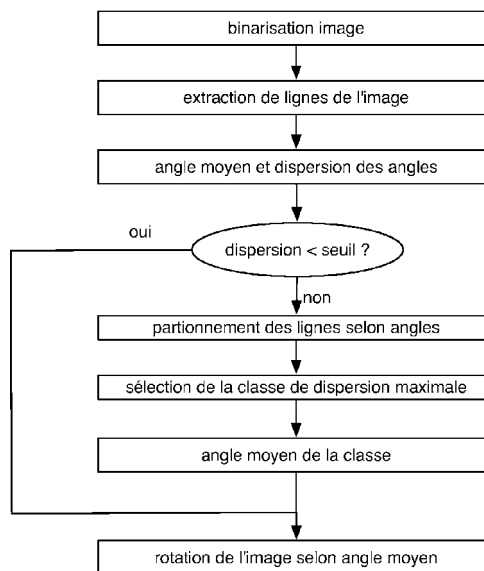 binarisation image
extraction de lignes de l'image
angle moyen et dispersion des angles
oui
dispersion < seuil ?
non
partionnement des lignes selon angles
sélection de la classe de dispersion maximale
angle moyen de la classe
rotation de l'image selon angle moyen